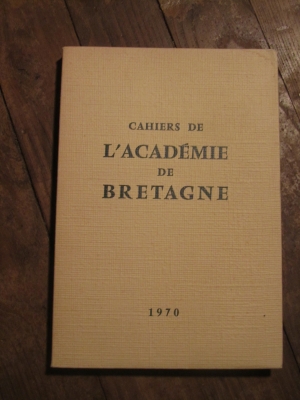 CAHIERS DE
L'ACADÉMIE
DE
BRETAGNE
1970